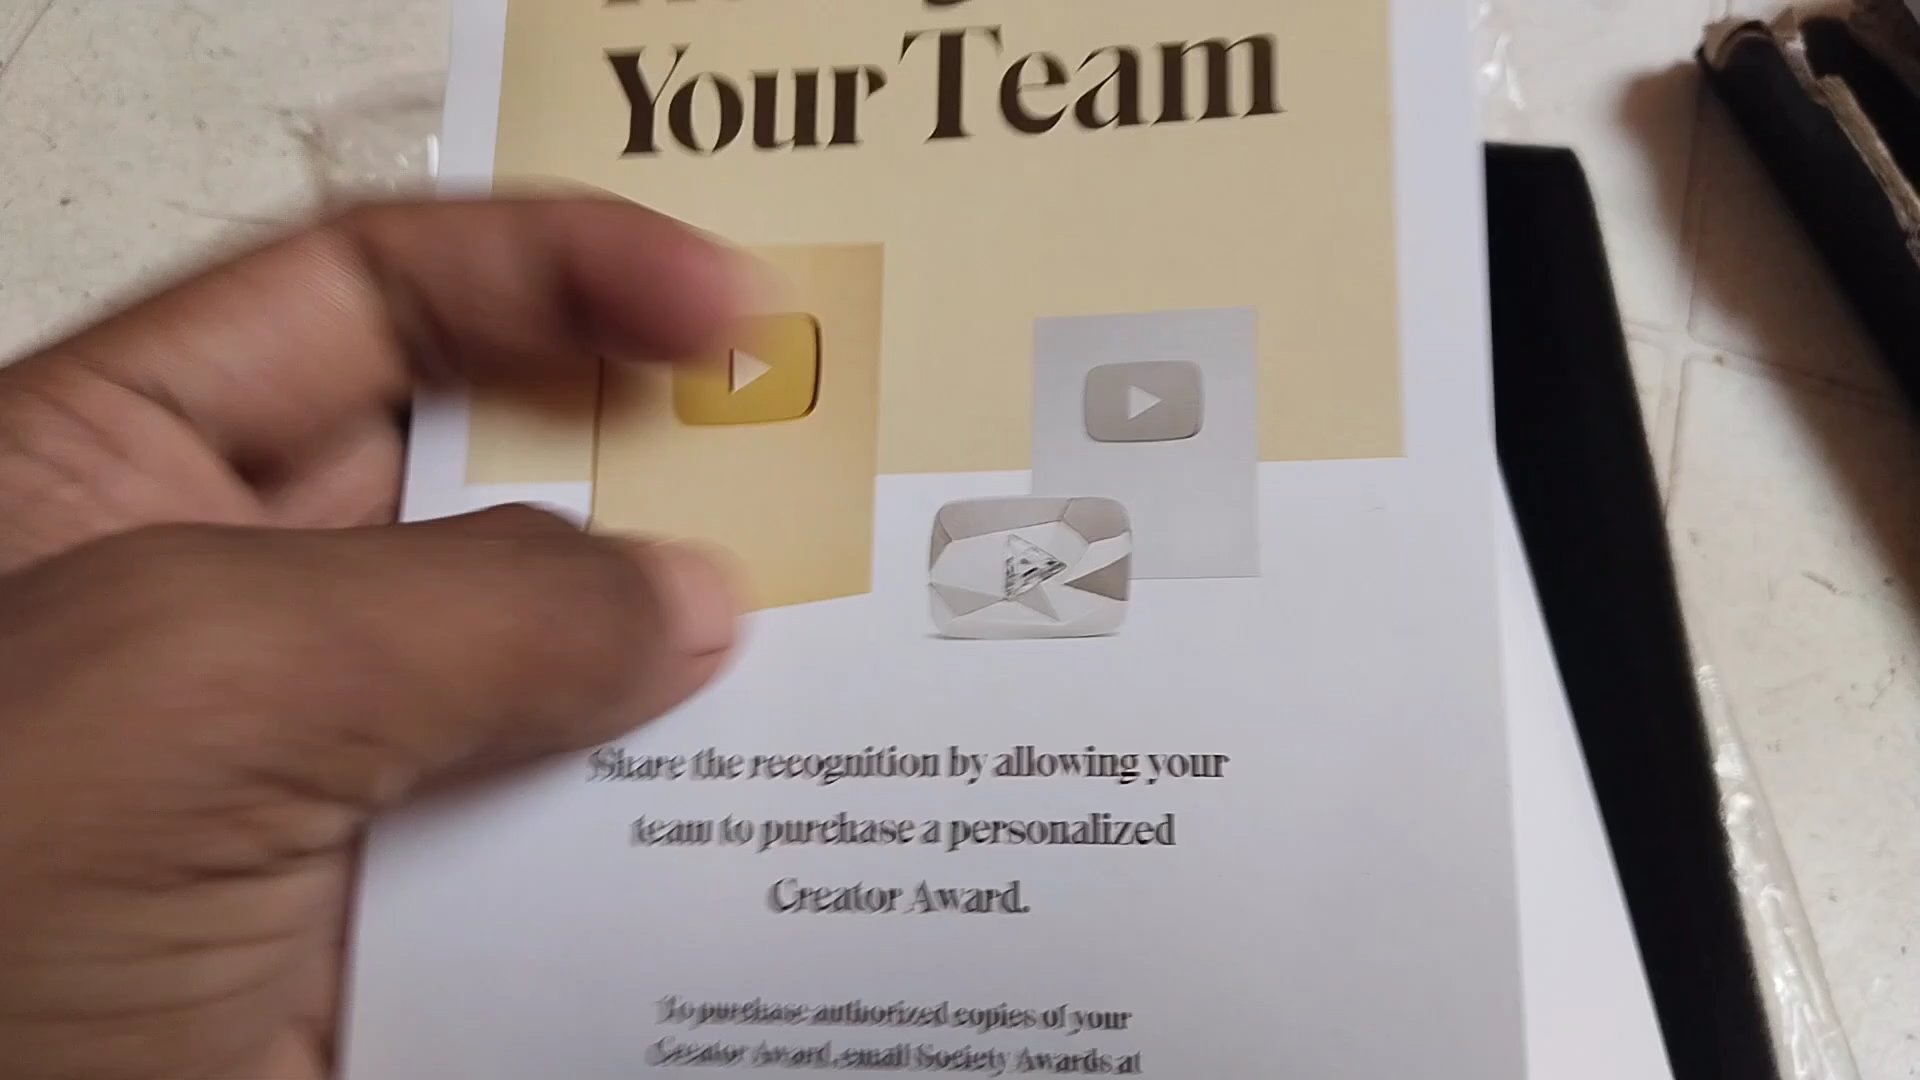 Your Team
Share the recognition by allowing your
team to purchase a personalized
Creator Award.
To purchase authorized copies of your
Creator Award, email Society Awards at